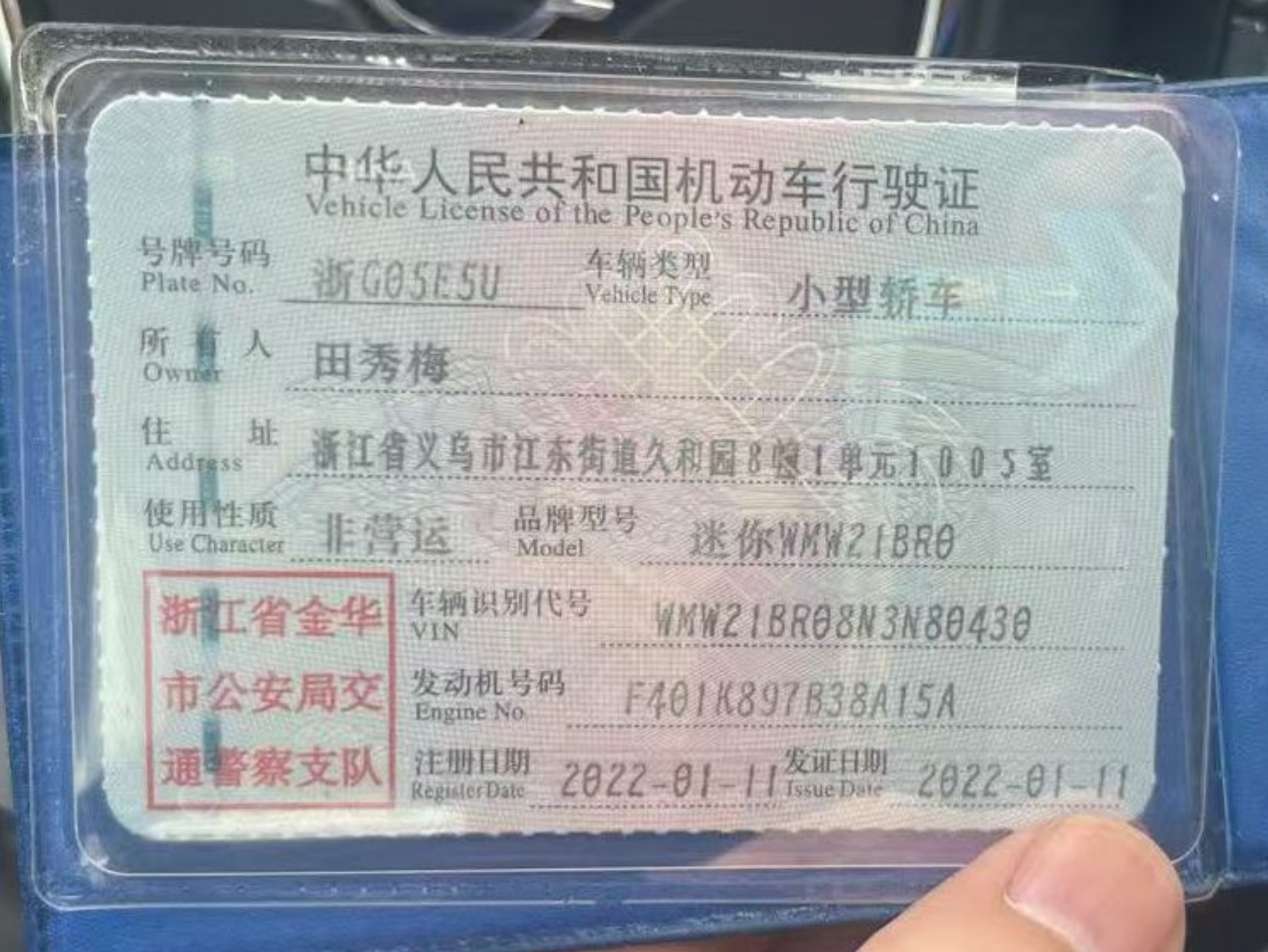 中华人民共和国机动车行驶证
Vehicle License of the People's Republic of China
号牌号码 浙G05E5U 车辆类型 小型轿车
Plate No. Vehicle Type
所有人 田秀梅
Owner
住址 浙江省义乌市江东街道久和园8幢1单元1005室
Address
使用性质 非营运 品牌型号 迷你WMW21BR0
Use Character Model
浙江省金华
市公安局交
通警察支队
车辆识别代号 WMW21BR08N3N80430
VIN
发动机号码 F401K897B38A15A
Engine No.
注册日期 2022-01-11 发证日期 2022-01-11
Register Date Issue Date